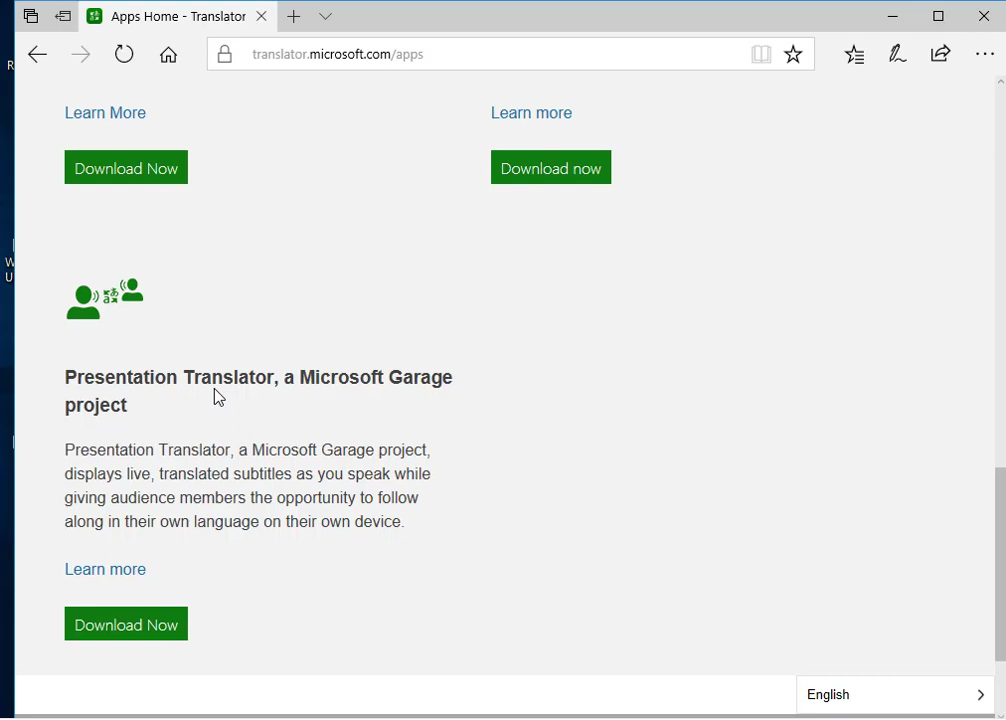 Apps Home - Translator
translator.microsoft.com/apps
Learn More
Learn more
Download Now
Download now
Presentation Translator, a Microsoft Garage
project
Presentation Translator, a Microsoft Garage project,
displays live, translated subtitles as you speak while
giving audience members the opportunity to follow
along in their own language on their own device.
Learn more
Download Now
English